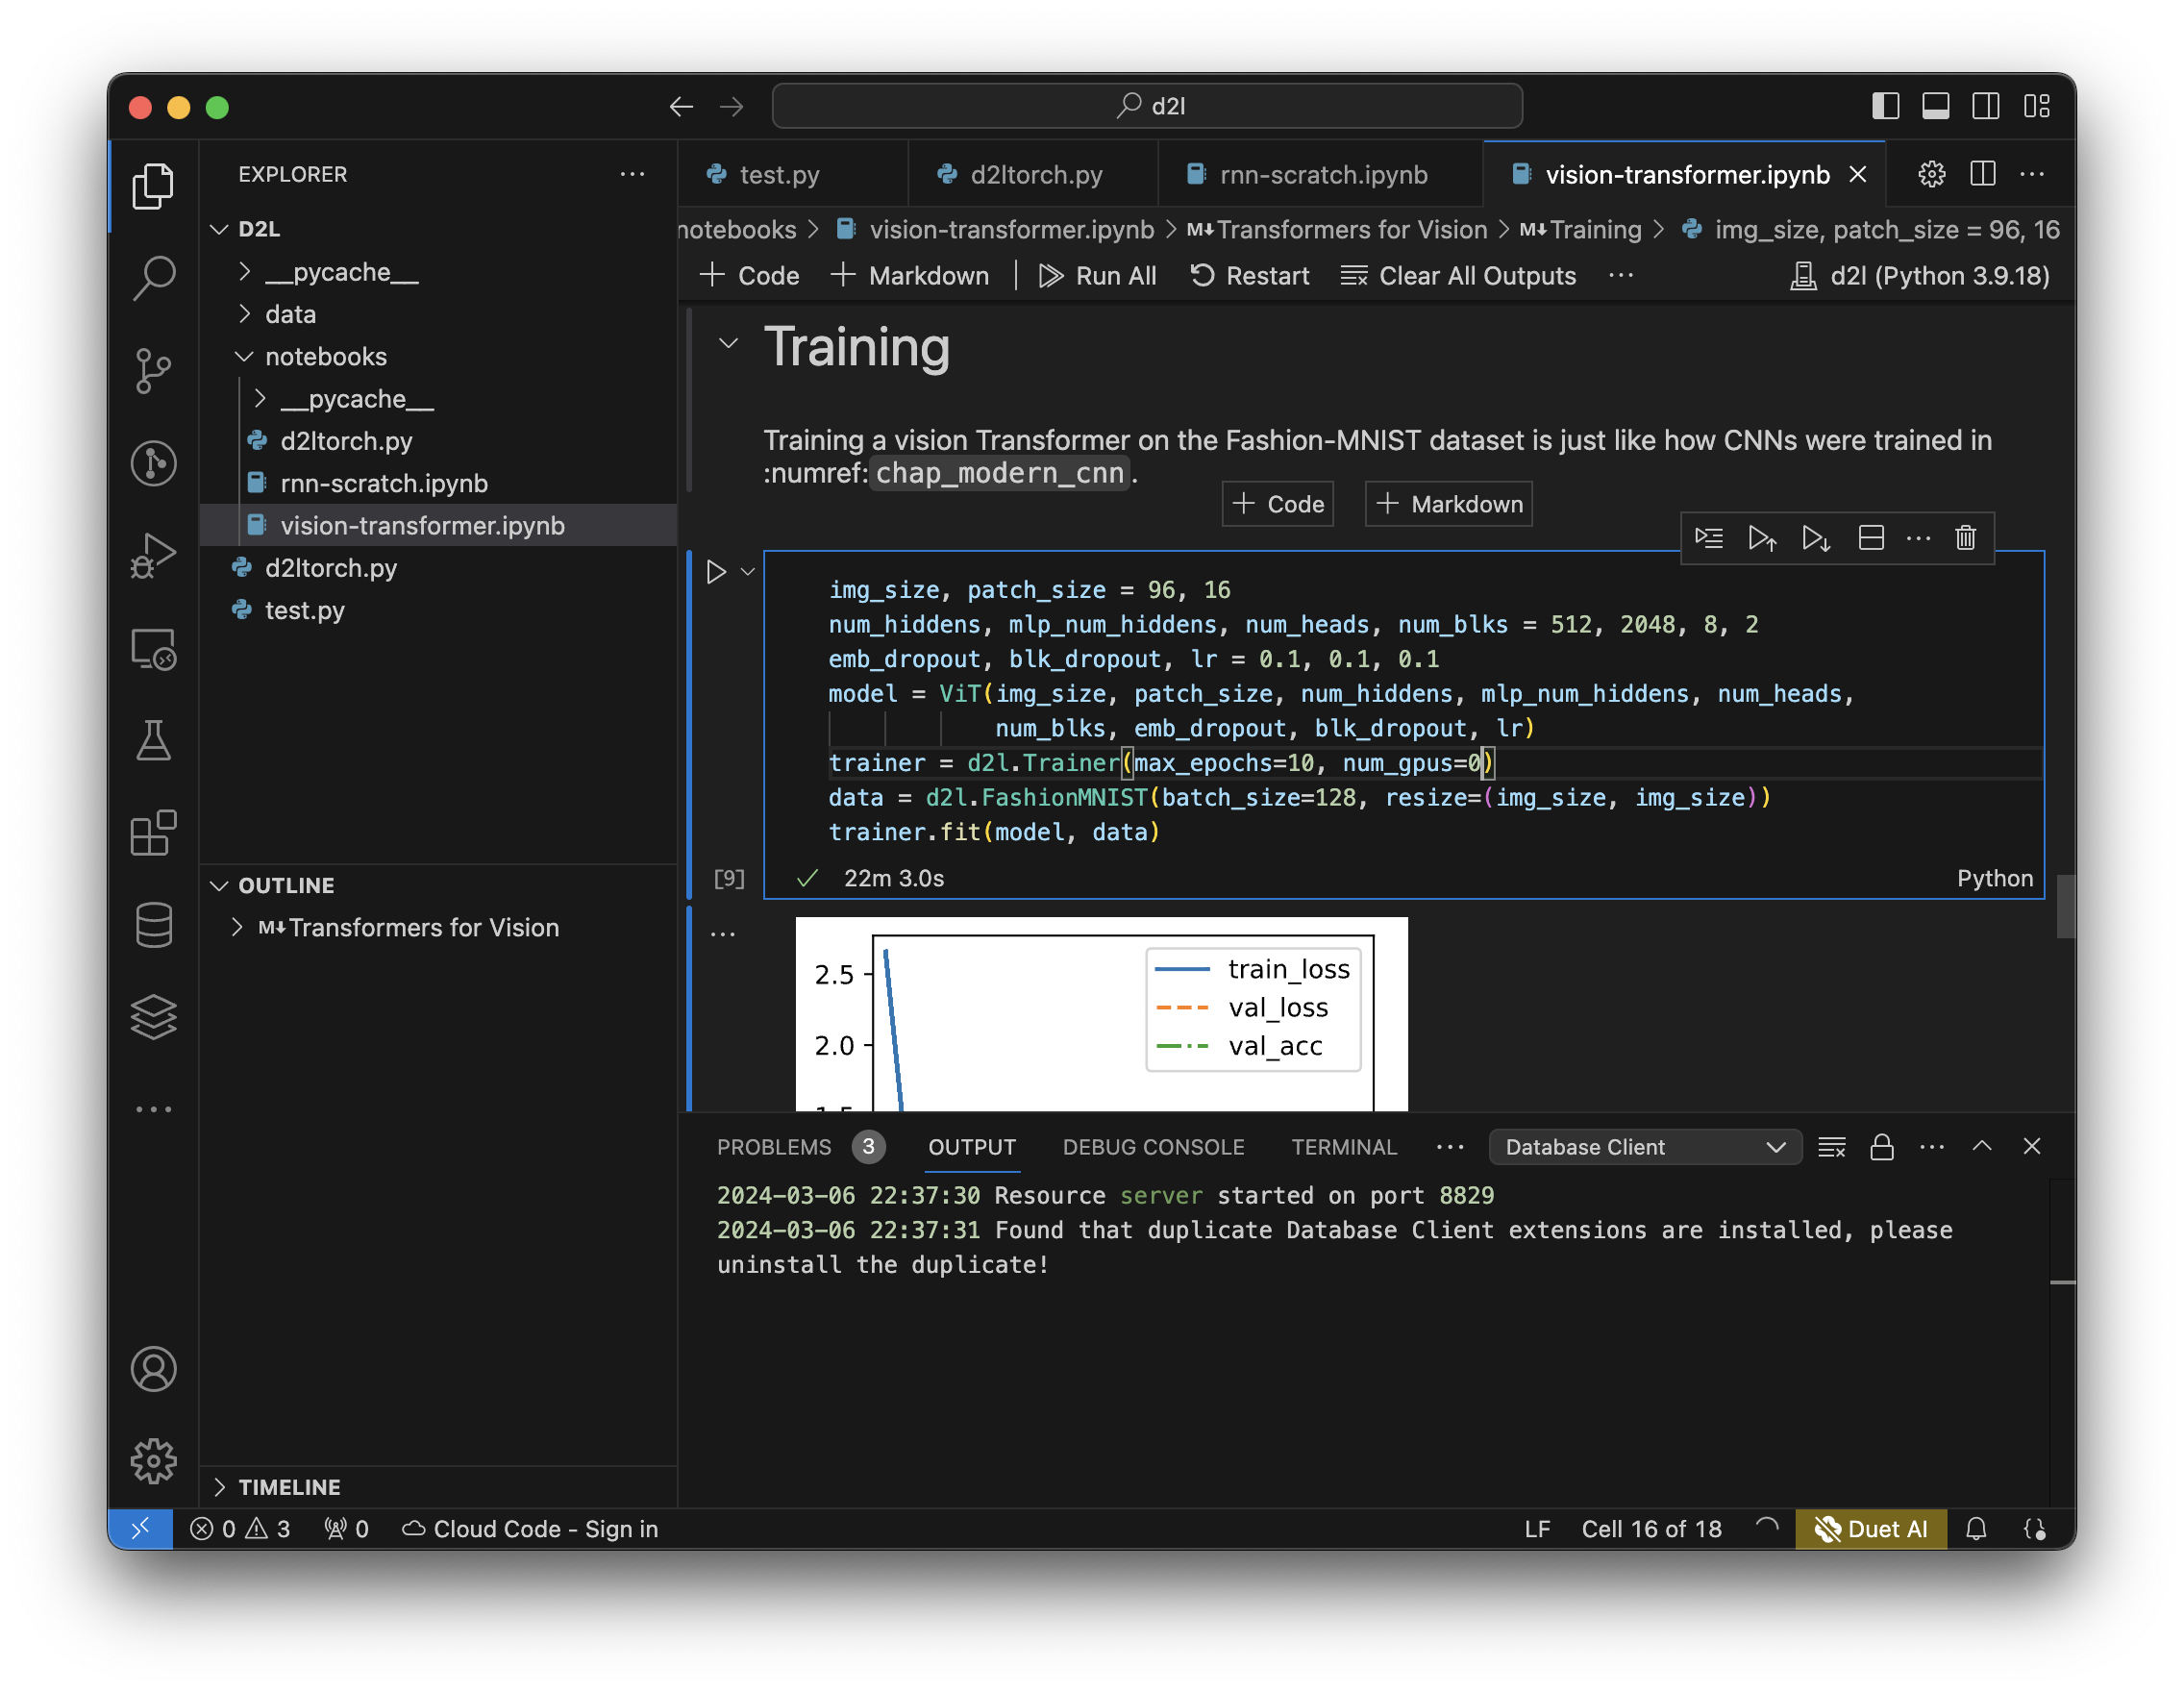 d2l
EXPLORER
D2L
__pycache__
data
notebooks
__pycache__
d2ltorch.py
rnn-scratch.ipynb
vision-transformer.ipynb
d2ltorch.py
test.py
OUTLINE
Transformers for Vision
TIMELINE
test.py
d2ltorch.py
rnn-scratch.ipynb
vision-transformer.ipynb
notebooks > vision-transformer.ipynb > M↓Transformers for Vision > M↓Training > img_size, patch_size = 96, 16
+ Code + Markdown | Run All Restart Clear All Outputs ··· d2l (Python 3.9.18)
Training
Training a vision Transformer on the Fashion-MNIST dataset is just like how CNNs were trained in
:numref:chap_modern_cnn.
+ Code + Markdown
img_size, patch_size = 96, 16
num_hiddens, mlp_num_hiddens, num_heads, num_blks = 512, 2048, 8, 2
emb_dropout, blk_dropout, lr = 0.1, 0.1, 0.1
model = ViT(img_size, patch_size, num_hiddens, mlp_num_hiddens, num_heads,
num_blks, emb_dropout, blk_dropout, lr)
trainer = d2l.Trainer(max_epochs=10, num_gpus=0)
data = d2l.FashionMNIST(batch_size=128, resize=(img_size, img_size))
trainer.fit(model, data)
[9] 22m 3.0s Python
2.5
2.0
train_loss
val_loss
val_acc
PROBLEMS 3 OUTPUT DEBUG CONSOLE TERMINAL ··· Database Client
2024-03-06 22:37:30 Resource server started on port 8829
2024-03-06 22:37:31 Found that duplicate Database Client extensions are installed, please
uninstall the duplicate!
0 3 0 Cloud Code - Sign in LF Cell 16 of 18 Duet AI